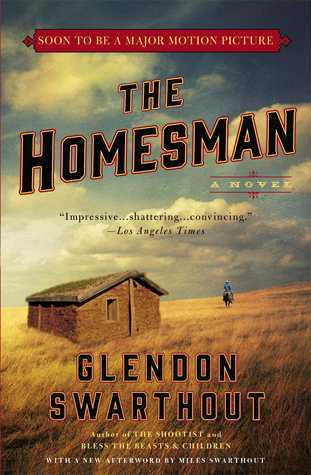 SOON TO BE A MAJOR MOTION PICTURE
THE
HOMESMAN
A NOVEL
“Impressive...shattering...convincing.”
—Los Angeles Times
GLENDON
SWARTHOUT
Author of THE SHOOTIST and
BLESS THE BEASTS & CHILDREN
WITH A NEW AFTERWORD BY MILES SWARTHOUT